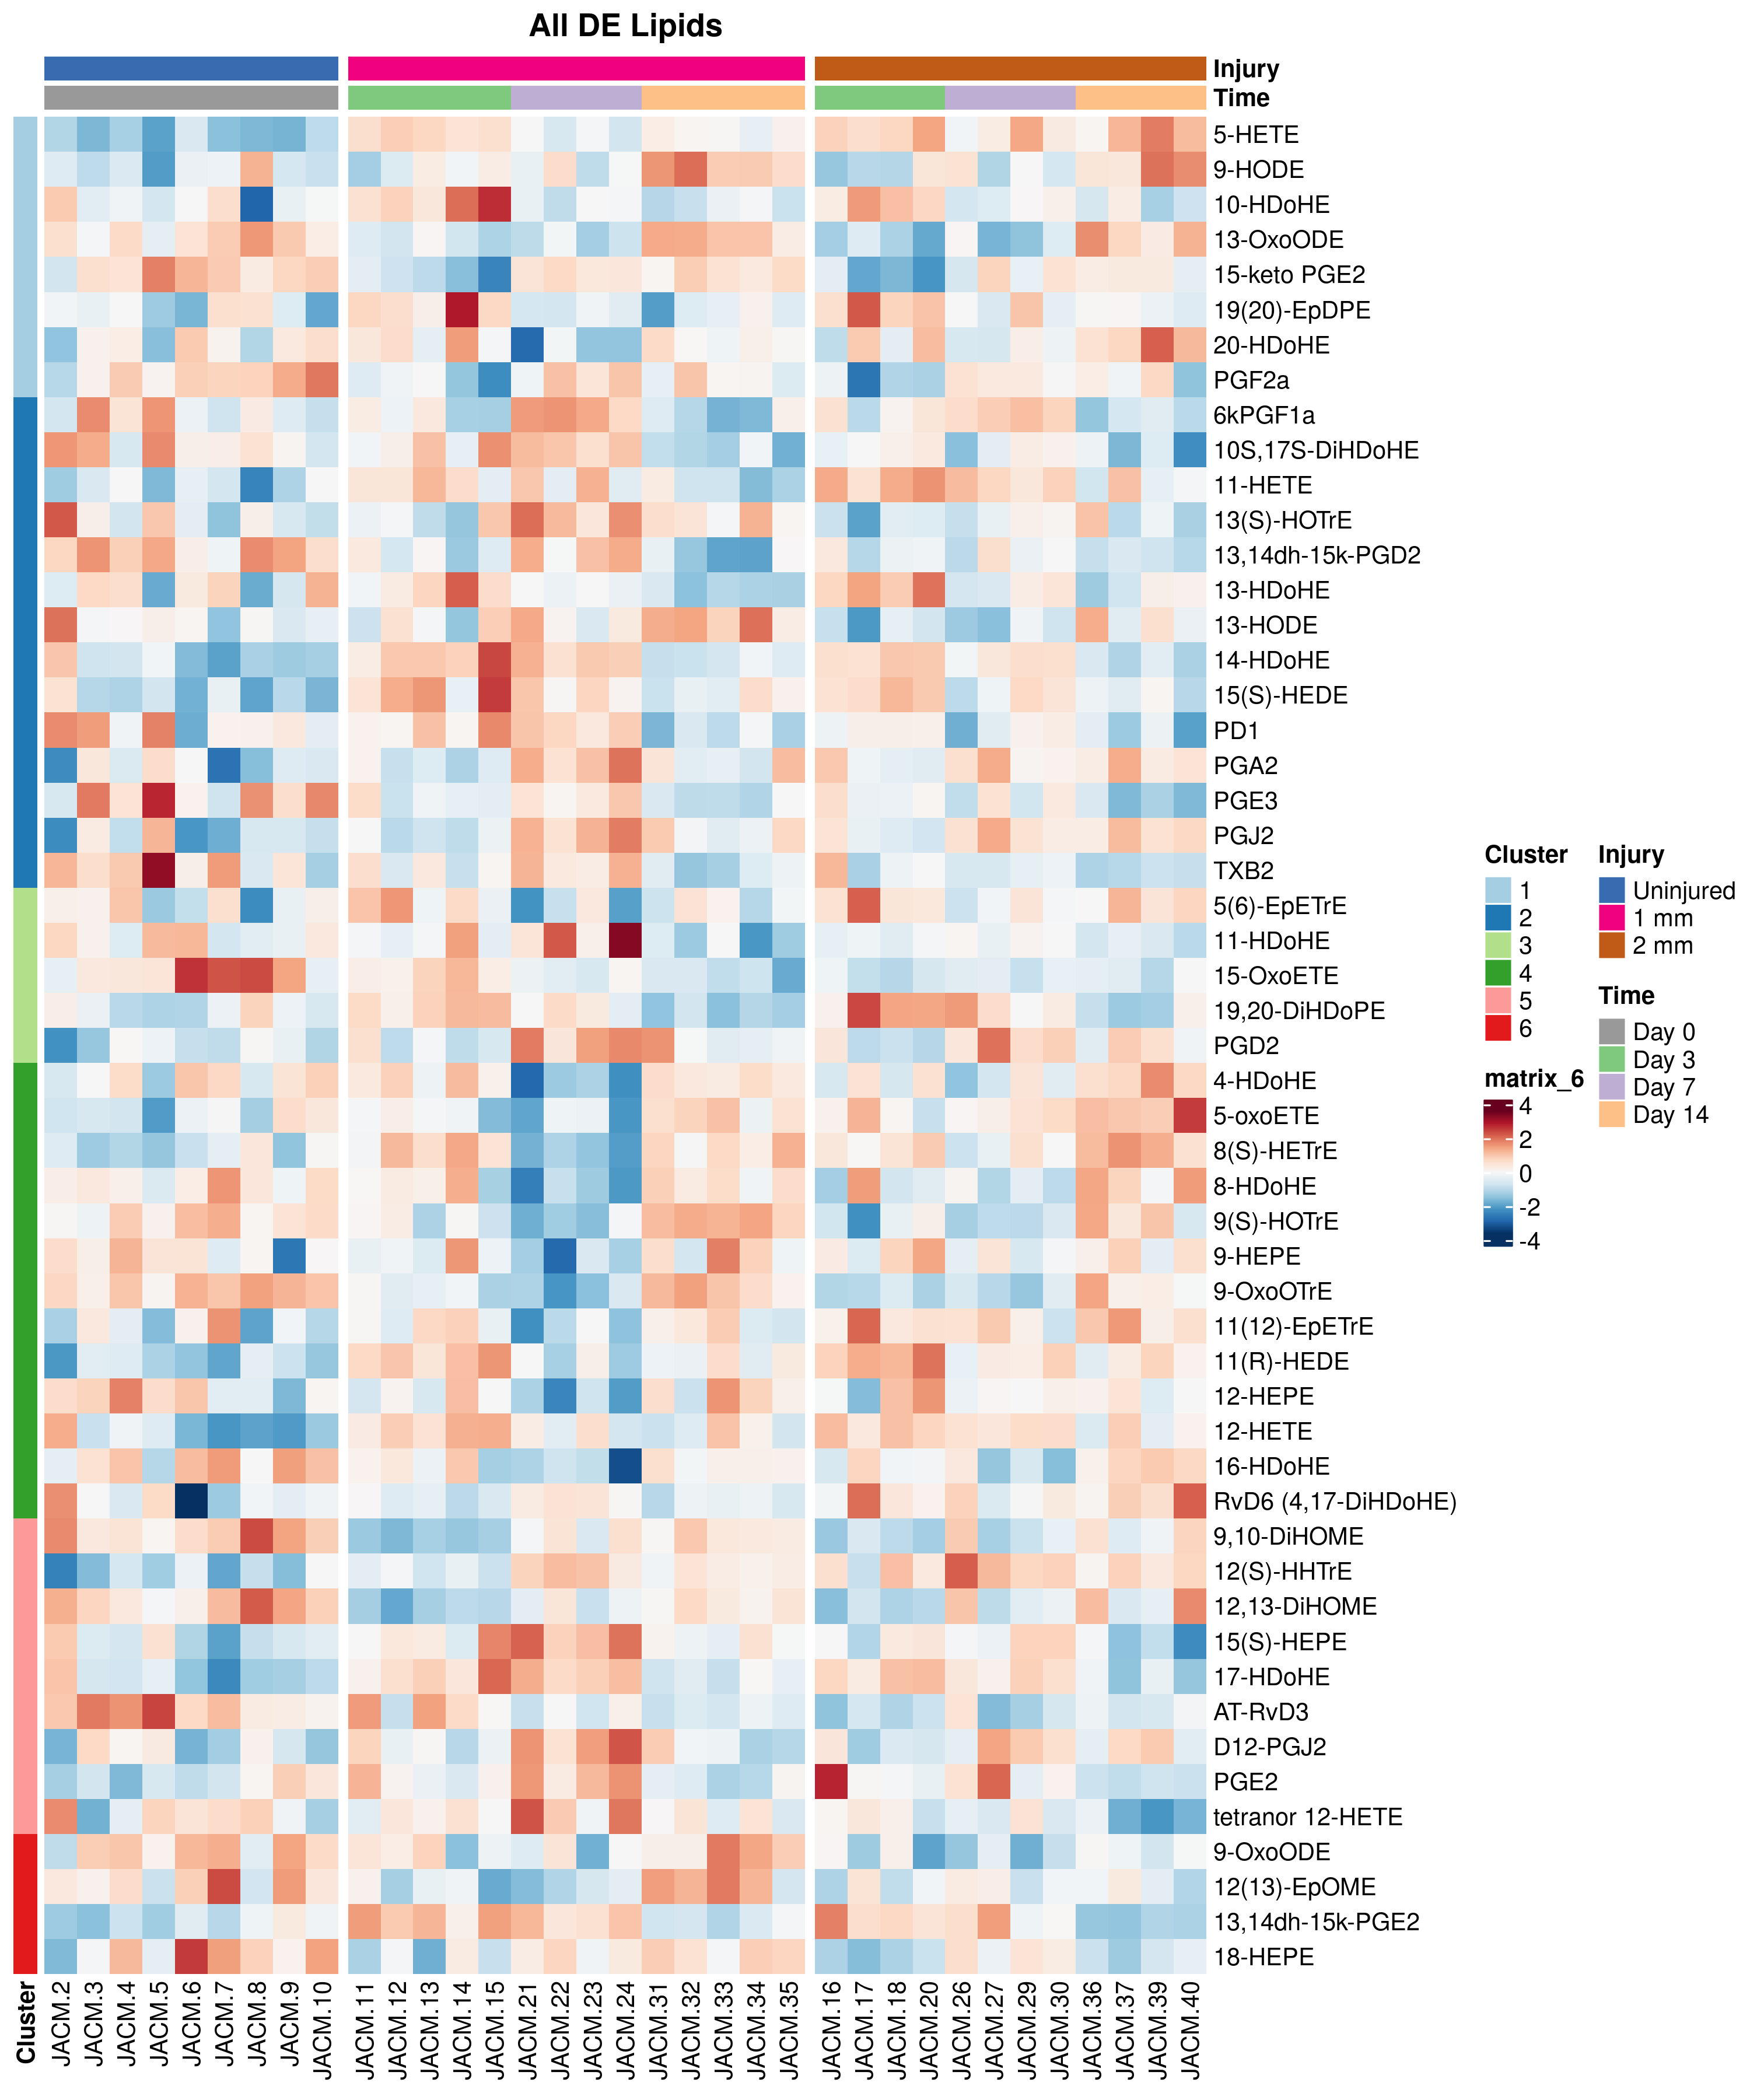 All DE Lipids
Injury
Time
5-HETE
9-HODE
10-HDoHE
13-OxoODE
15-keto PGE2
19(20)-EpDPE
20-HDoHE
PGF2a
6kPGF1a
10S,17S-DiHDoHE
11-HETE
13(S)-HOTrE
13,14dh-15k-PGD2
13-HDoHE
13-HODE
14-HDoHE
15(S)-HEDE
PD1
PGA2
PGE3
PGJ2
TXB2
5(6)-EpETrE
11-HDoHE
15-OxoETE
19,20-DiHDoPE
PGD2
4-HDoHE
5-oxoETE
8(S)-HETrE
8-HDoHE
9(S)-HOTrE
9-HEPE
9-OxoOTrE
11(12)-EpETrE
11(R)-HEDE
12-HEPE
12-HETE
16-HDoHE
RvD6 (4,17-DiHDoHE)
9,10-DiHOME
12(S)-HHTrE
12,13-DiHOME
15(S)-HEPE
17-HDoHE
AT-RvD3
D12-PGJ2
PGE2
tetranor 12-HETE
9-OxoODE
12(13)-EpOME
13,14dh-15k-PGE2
18-HEPE
Cluster
JACM.2
JACM.3
JACM.4
JACM.5
JACM.6
JACM.7
JACM.8
JACM.9
JACM.10
JACM.11
JACM.12
JACM.13
JACM.14
JACM.15
JACM.21
JACM.22
JACM.23
JACM.24
JACM.31
JACM.32
JACM.33
JACM.34
JACM.35
JACM.16
JACM.17
JACM.18
JACM.20
JACM.26
JACM.27
JACM.29
JACM.30
JACM.36
JACM.37
JACM.39
JACM.40
Cluster
1
2
3
4
5
6
matrix_6
4
2
0
-2
-4
Injury
Uninjured
1 mm
2 mm
Time
Day 0
Day 3
Day 7
Day 14